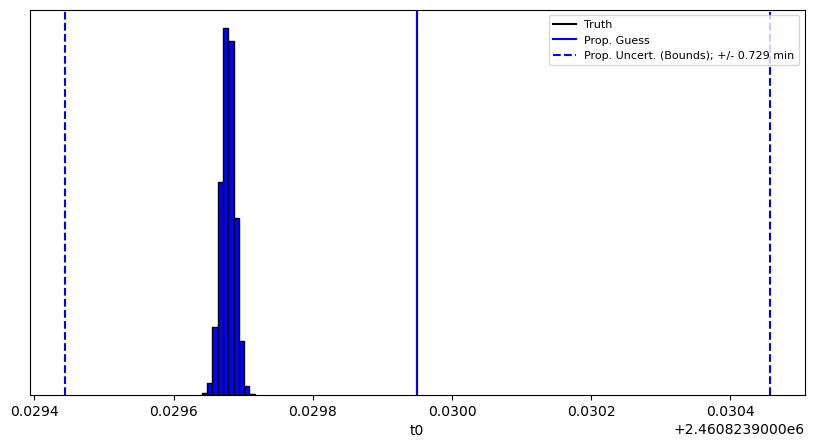 Truth
Prop. Guess
Prop. Uncert. (Bounds); +/- 0.729 min
0.0294
0.0296
0.0298
0.0300
0.0302
0.0304
t0
+2.4608239000e6